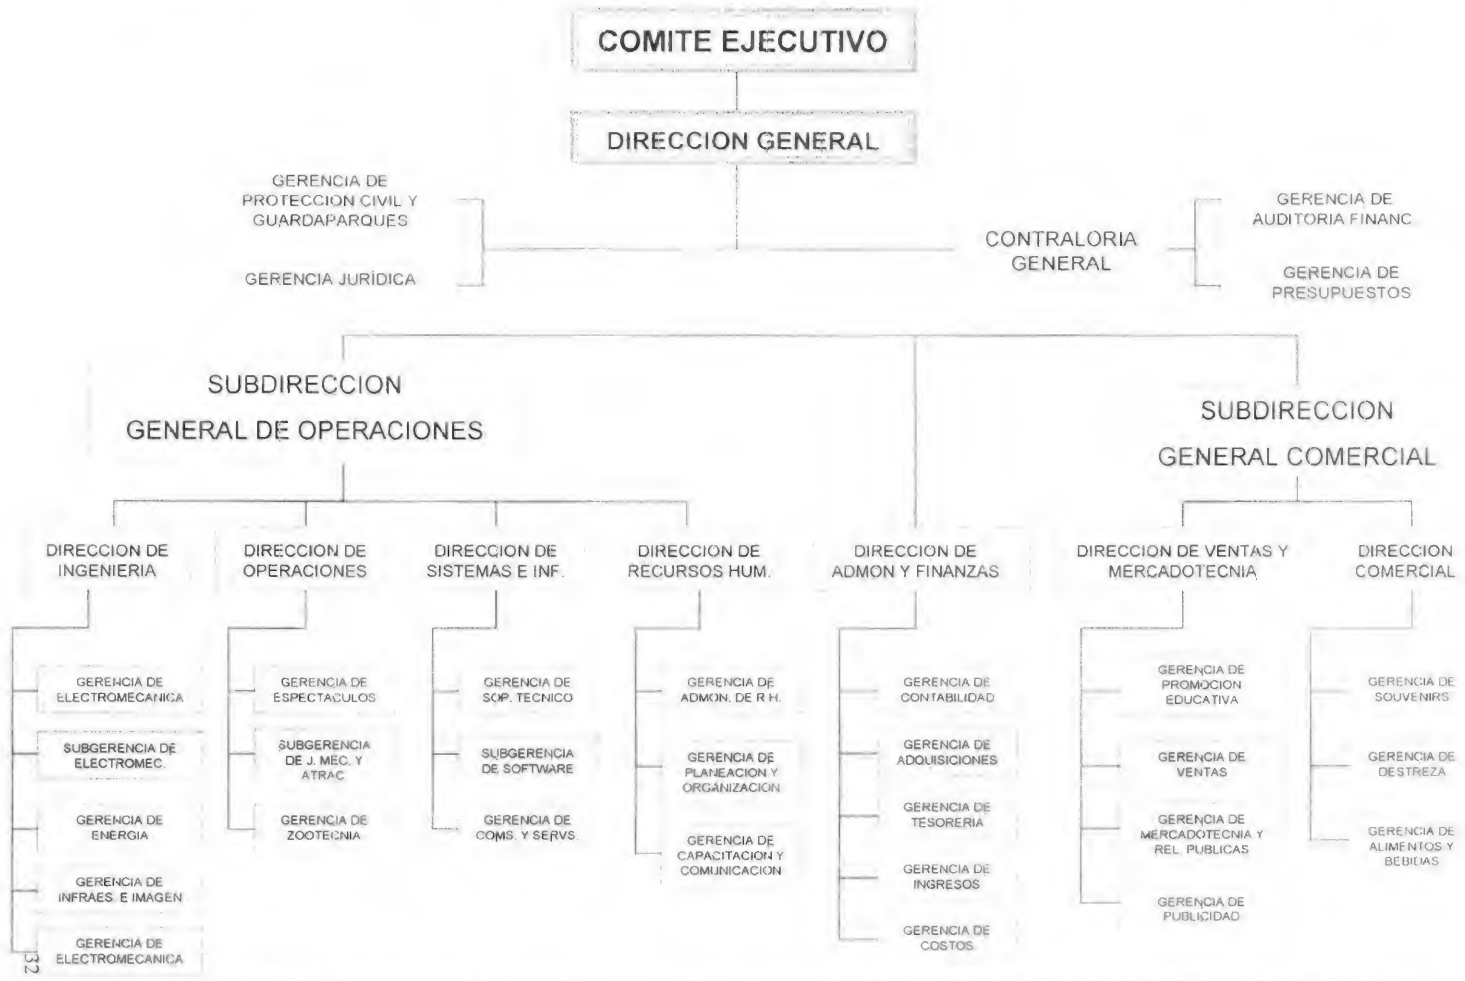 COMITE EJECUTIVO
DIRECCION GENERAL
GERENCIA DE
PROTECCION CIVIL Y
GUARDAPARQUES
GERENCIA JURÍDICA
CONTRALORIA
GENERAL
GERENCIA DE
AUDITORIA FINANC.
GERENCIA DE
PRESUPUESTOS
SUBDIRECCION
GENERAL DE OPERACIONES
SUBDIRECCION
GENERAL COMERCIAL
DIRECCION DE
INGENIERIA
DIRECCION DE
OPERACIONES
DIRECCION DE
SISTEMAS E INF.
DIRECCION DE
RECURSOS HUM.
DIRECCION DE
ADMON Y FINANZAS
DIRECCION DE VENTAS Y
MERCADOTECNIA
DIRECCION
COMERCIAL
GERENCIA DE
ELECTROMECANICA
SUBGERENCIA DE
ELECTROMEC.
GERENCIA DE
ENERGIA
GERENCIA DE
INFRAES. E IMAGEN
GERENCIA DE
ELECTROMECANICA
GERENCIA DE
ESPECTACULOS
SUBGERENCIA
DE J. MEC. Y
ATRAC.
GERENCIA DE
ZOOTECNIA
GERENCIA DE
SOP. TECNICO
SUBGERENCIA
DE SOFTWARE
GERENCIA DE
COMS. Y SERVS.
GERENCIA DE
ADMON. DE R.H.
GERENCIA DE
PLANEACION Y
ORGANIZACION
GERENCIA DE
CAPACITACION Y
COMUNICACION
GERENCIA DE
CONTABILIDAD
GERENCIA DE
ADQUISICIONES
GERENCIA DE
TESORERIA
GERENCIA DE
INGRESOS
GERENCIA DE
COSTOS
GERENCIA DE
PROMOCION
EDUCATIVA
GERENCIA DE
VENTAS
GERENCIA DE
MERCADOTECNIA Y
REL. PUBLICAS
GERENCIA DE
PUBLICIDAD
GERENCIA DE
SOUVENIRS
GERENCIA DE
DESTREZA
GERENCIA DE
ALIMENTOS Y
BEBIDAS
32